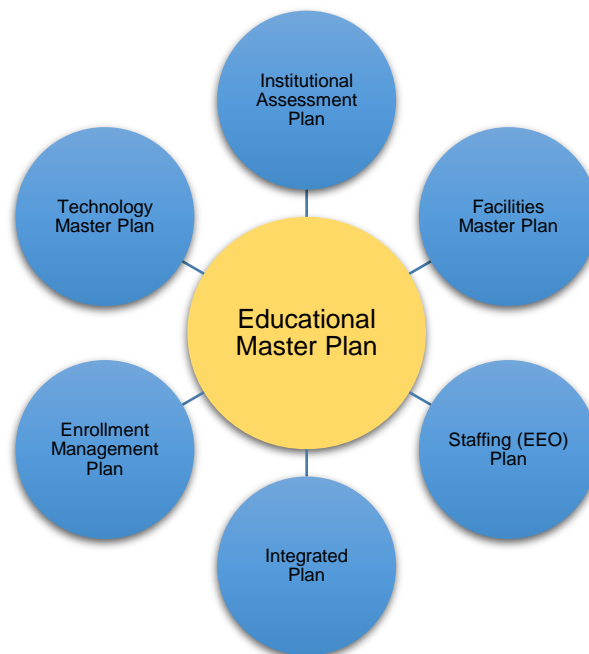 Institutional
Assessment
Plan
Technology
Master Plan
Facilities
Master Plan
Educational
Master Plan
Enrollment
Management
Plan
Staffing (EEO)
Plan
Integrated
Plan